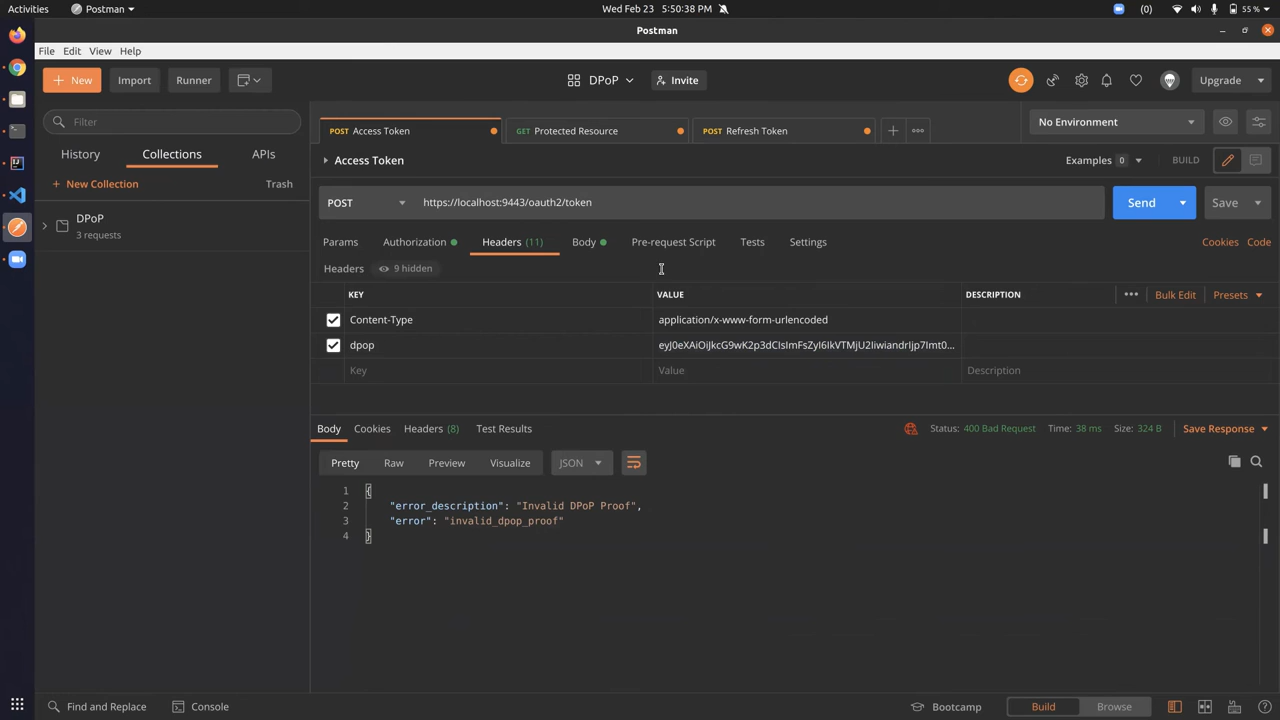 Activities Postman Wed Feb 23 5:50:38 PM (0) 55 %
Postman
File Edit View Help
New Import Runner DPoP Invite Upgrade
Filter
POST Access Token GET Protected Resource POST Refresh Token No Environment
History Collections APIs
Access Token Examples 0 BUILD
+ New Collection Trash
DPoP
3 requests
POST https://localhost:9443/oauth2/token Send Save
Params Authorization Headers (11) Body Pre-request Script Tests Settings Cookies Code
Headers 9 hidden
KEY VALUE DESCRIPTION Bulk Edit Presets
Content-Type application/x-www-form-urlencoded
dpop
Key Value Description
Body Cookies Headers (8) Test Results Status: 400 Bad Request Time: 38 ms Size: 324 B Save Response
Pretty Raw Preview Visualize JSON
1 {
2 "error_description": "Invalid DPoP Proof",
3 "error": "invalid_dpop_proof"
4 }
Find and Replace Console Bootcamp Build Browse